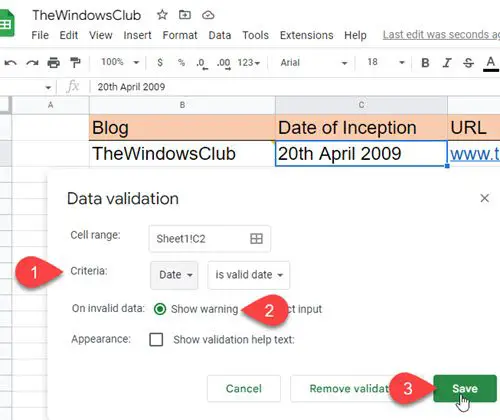 TheWindowsClub
File Edit View Insert Format Data Tools Extensions Help Last edit was seconds ag
100% $ % .0 .00 123 Arial 18 B I S A
fx 20th April 2009
A B C
Blog Date of Inception URL
TheWindowsClub 20th April 2009 www.t
Data validation
Cell range: Sheet1!C2
1 Criteria: Date is valid date
On invalid data: Show warning 2 ct input
Appearance: Show validation help text:
Cancel Remove validat 3 Save